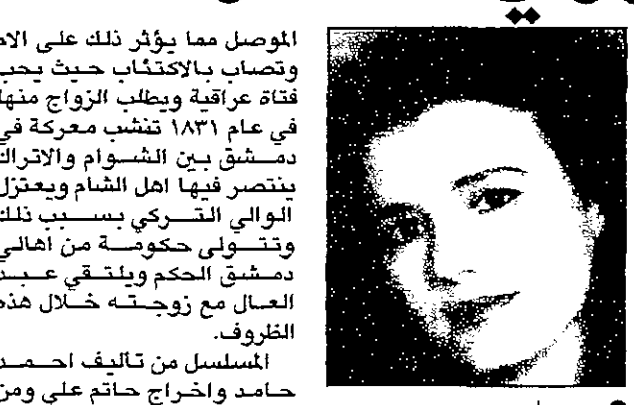 الموصل مما يؤثر ذلك على الام
وتصاب بالاكتئاب حيث يحب
فتاة عراقية ويطلب الزواج منها
في عام ١٨٣١ تنشب معركة في
دمشق بين الشوام والاتراك
ينتصر فيها اهل الشام ويعتزل
الوالي التركي بسبب ذلك
وتتولى حكومة من اهالي
دمشق الحكم ويلتقي عبد
العال مع زوجته خلال هذه
الظروف.
المسلسل من تأليف احمد
حامد واخراج حاتم علي ومن